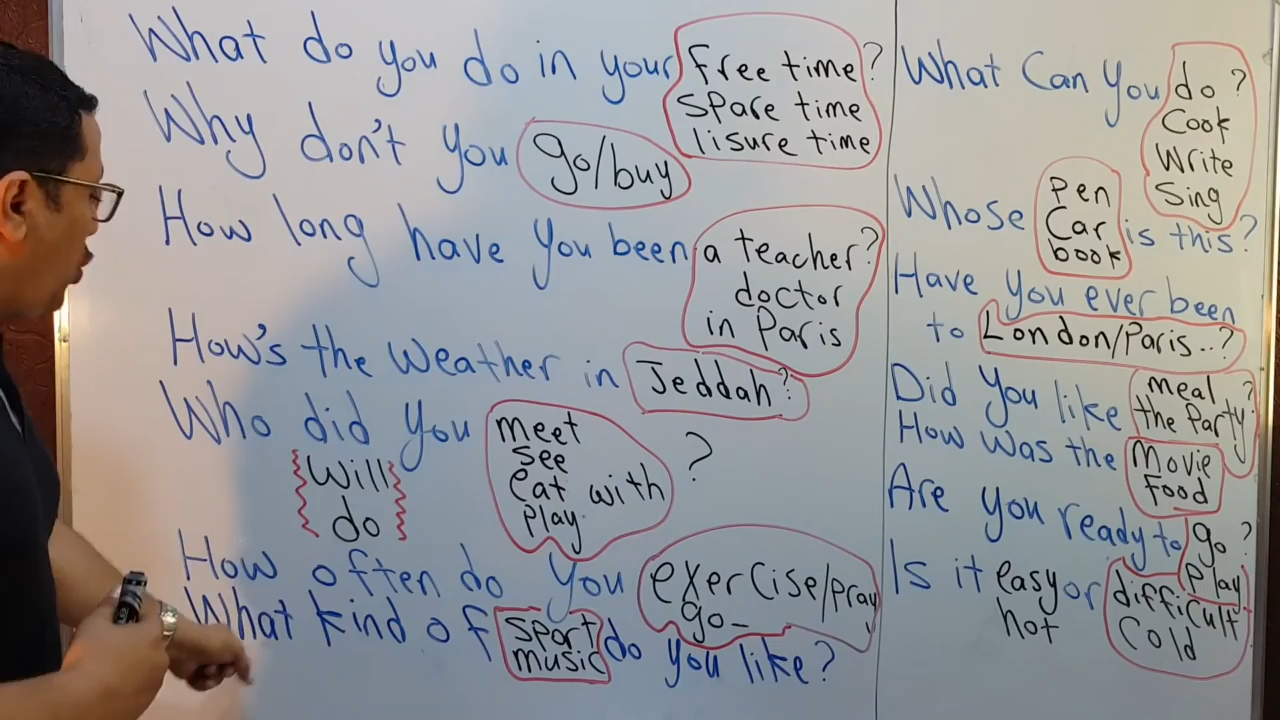 What do you do in your free time?
spare time
lisure time
Why don't you go/buy
How long have you been a teacher?
doctor
in Paris
How's the weather in Jeddah?
Who did you meet ?
see
Will eat with
do play
How often do you exercise/pray
go-
What kind of sport do you like?
music
What Can You do?
Cook
Write
Sing
Whose pen is this?
Car
book
Have you ever been
to London/Paris..?
Did You like meal ?
the Party
How was the Movie
food
Are you ready to go?
play
Is it easy or difficult
hot Cold